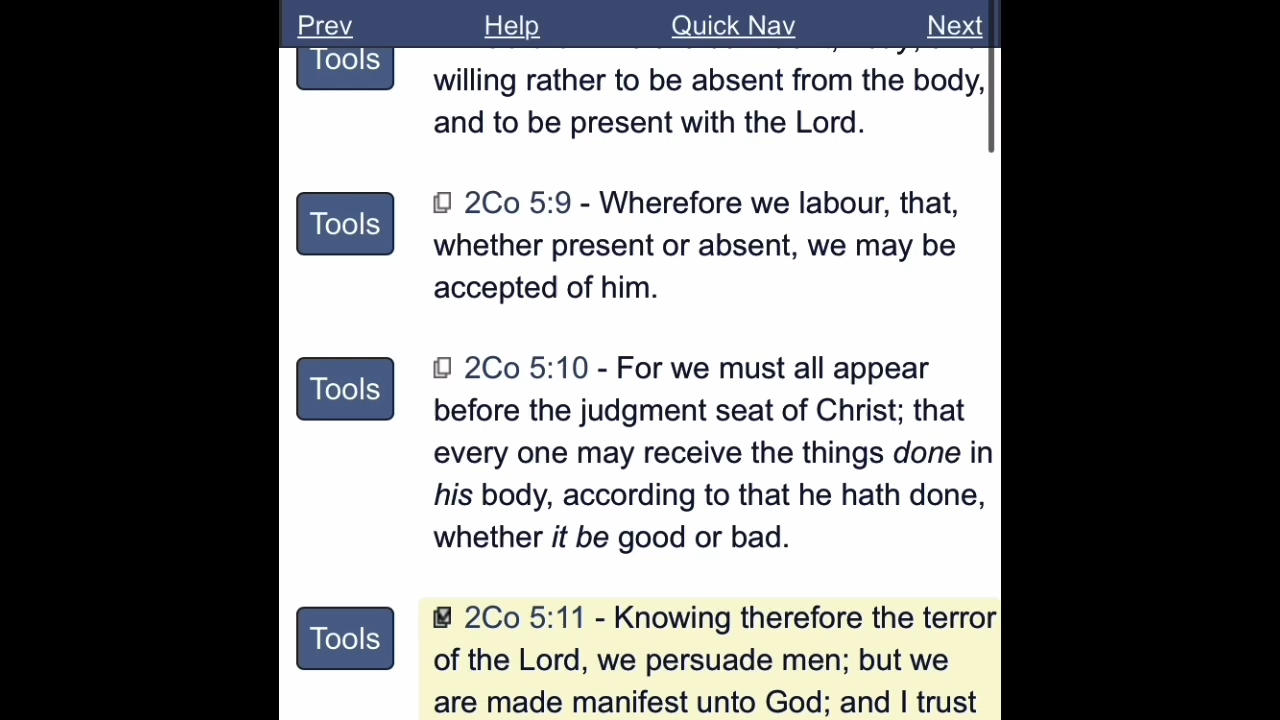 Prev Help Quick Nav Next
Tools
willing rather to be absent from the body,
and to be present with the Lord.
Tools
2Co 5:9 - Wherefore we labour, that,
whether present or absent, we may be
accepted of him.
Tools
2Co 5:10 - For we must all appear
before the judgment seat of Christ; that
every one may receive the things done in
his body, according to that he hath done,
whether it be good or bad.
Tools
2Co 5:11 - Knowing therefore the terror
of the Lord, we persuade men; but we
are made manifest unto God; and I trust